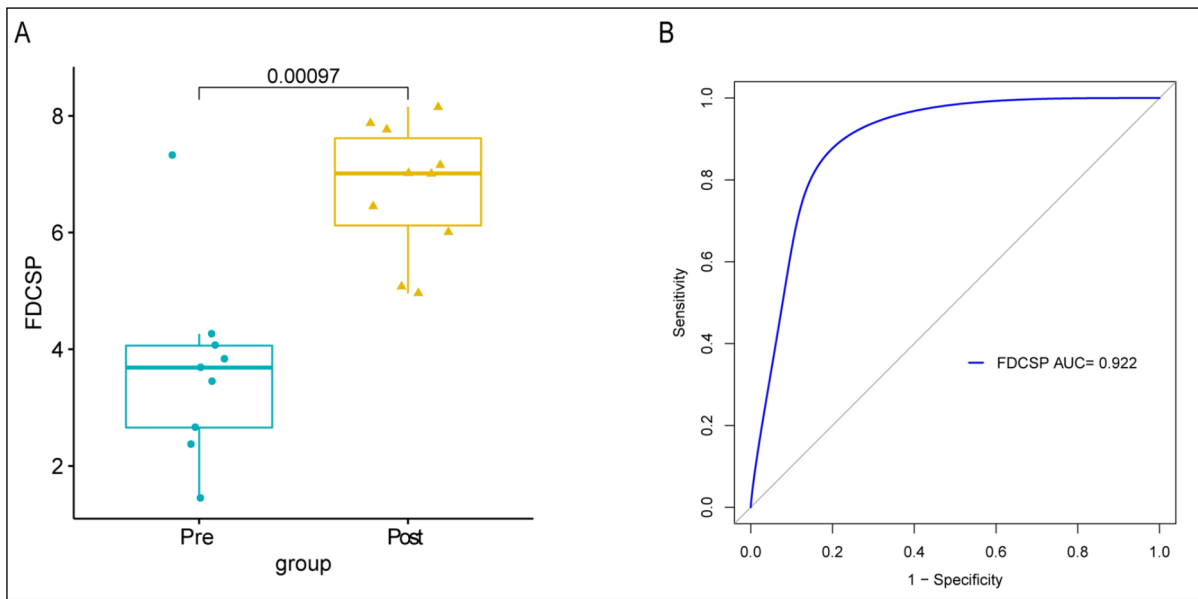 A
0.00097
8
6
4
2
FDCSP
Pre
Post
group
B
1.0
0.8
0.6
0.4
0.2
0.0
Sensitivity
FDCSP AUC= 0.922
0.0 0.2 0.4 0.6 0.8 1.0
1 − Specificity